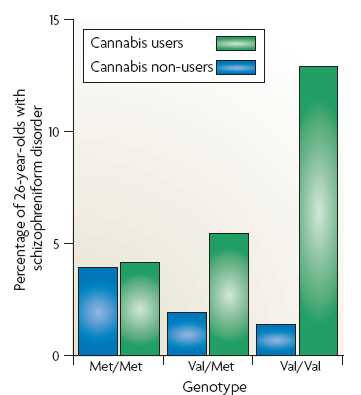 15
Cannabis users
Cannabis non-users
10
5
0
Percentage of 26-year-olds with
schizophreniform disorder
Met/Met Val/Met Val/Val
Genotype